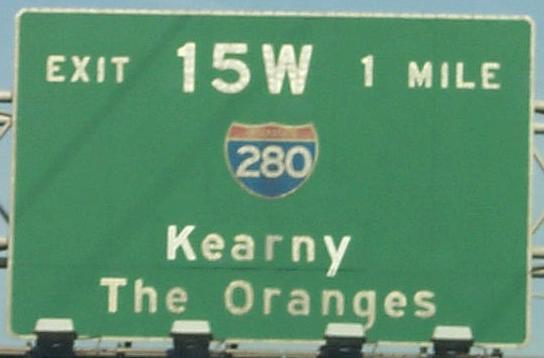 EXIT 15W 1 MILE
280
Kearny
The Oranges